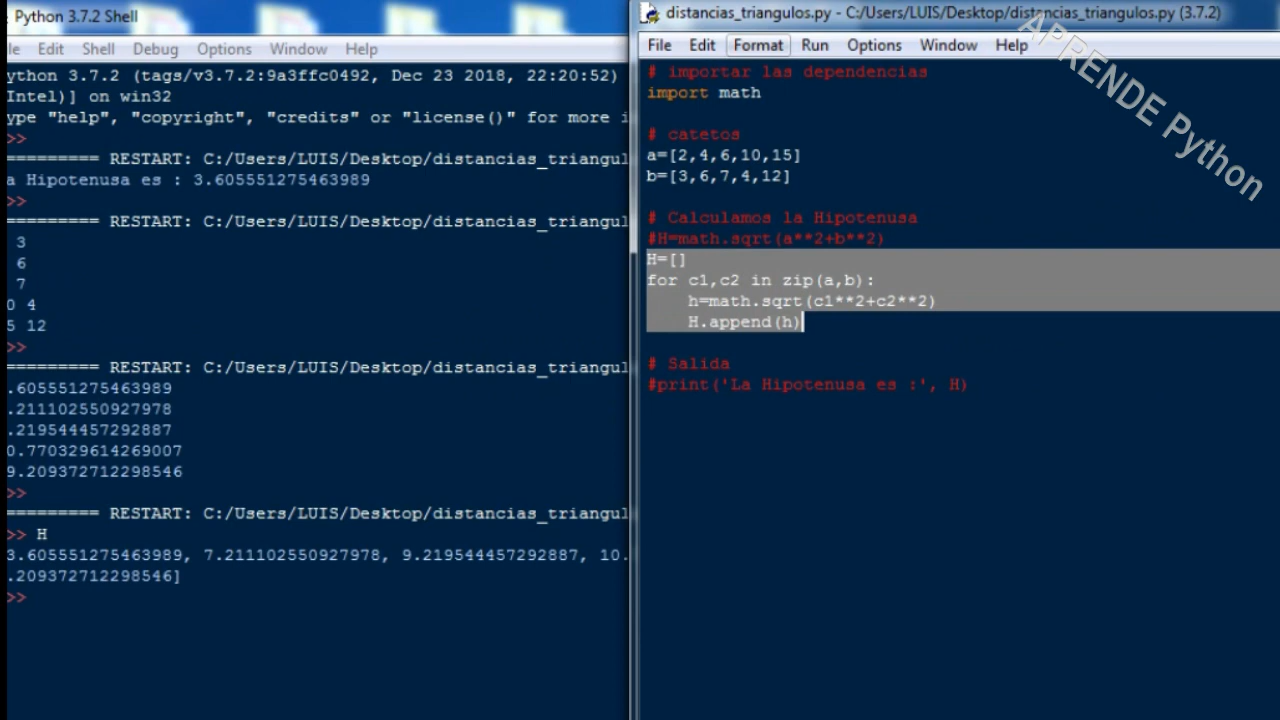 Python 3.7.2 Shell
le Edit Shell Debug Options Window Help
ython 3.7.2 (tags/v3.7.2:9a3ffc0492, Dec 23 2018, 22:20:52)
Intel)] on win32
ype "help", "copyright", "credits" or "license()" for more i
>>
========= RESTART: C:/Users/LUIS/Desktop/distancias_triangul
a Hipotenusa es : 3.605551275463989
>>
========= RESTART: C:/Users/LUIS/Desktop/distancias_triangul
3
6
7
0 4
5 12
>>
========= RESTART: C:/Users/LUIS/Desktop/distancias_triangul
.605551275463989
.211102550927978
.219544457292887
0.770329614269007
9.209372712298546
>>
========= RESTART: C:/Users/LUIS/Desktop/distancias_triangul
>> H
3.605551275463989, 7.211102550927978, 9.219544457292887, 10.
.209372712298546]
>>
distancias_triangulos.py - C:/Users/LUIS/Desktop/distancias_triangulos.py (3.7.2)
File Edit Format Run Options Window Help
# importar las dependencias
import math
# catetos
a=[2,4,6,10,15]
b=[3,6,7,4,12]
# Calculamos la Hipotenusa
#H=math.sqrt(a**2+b**2)
H=[]
for c1,c2 in zip(a,b):
    h=math.sqrt(c1**2+c2**2)
    H.append(h)
# Salida
#print('La Hipotenusa es :', H)
APRENDE Python